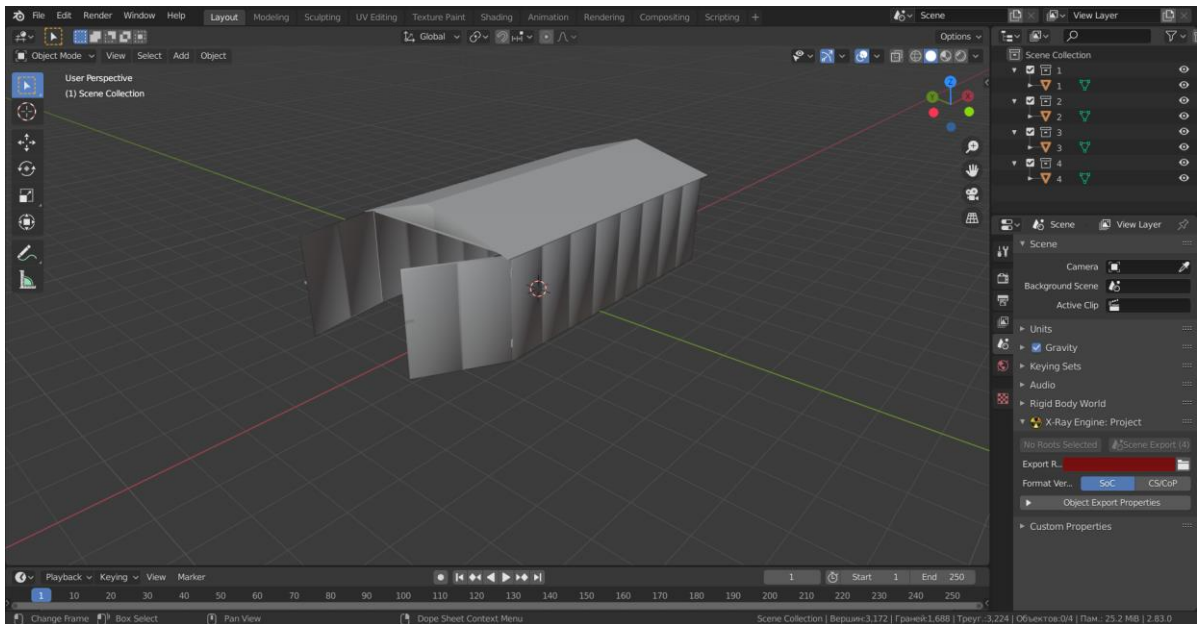 File Edit Render Window Help Layout Modeling Sculpting UV Editing Texture Paint Shading Animation Rendering Compositing Scripting + Scene View Layer
Global Options
Object Mode View Select Add Object
User Perspective
(1) Scene Collection
Z
Y X
Scene Collection
1
1
2
2
3
3
4
4
Scene View Layer
Scene
Camera
Background Scene
Active Clip
Units
Gravity
Keying Sets
Audio
Rigid Body World
X-Ray Engine: Project
No Roots Selected Scene Export (4)
Export R...
Format Ver... SoC CS/CoP
Object Export Properties
Custom Properties
Playback Keying View Marker 1 Start 1 End 250
1 10 20 30 40 50 60 70 80 90 100 110 120 130 140 150 160 170 180 190 200 210 220 230 240 250
Change Frame Box Select Pan View Dope Sheet Context Menu Scene Collection | Вершин:3,172 | Граней:1,688 | Треуг.:3,224 | Объектов:0/4 | Пам.: 25.2 MiB | 2.83.0